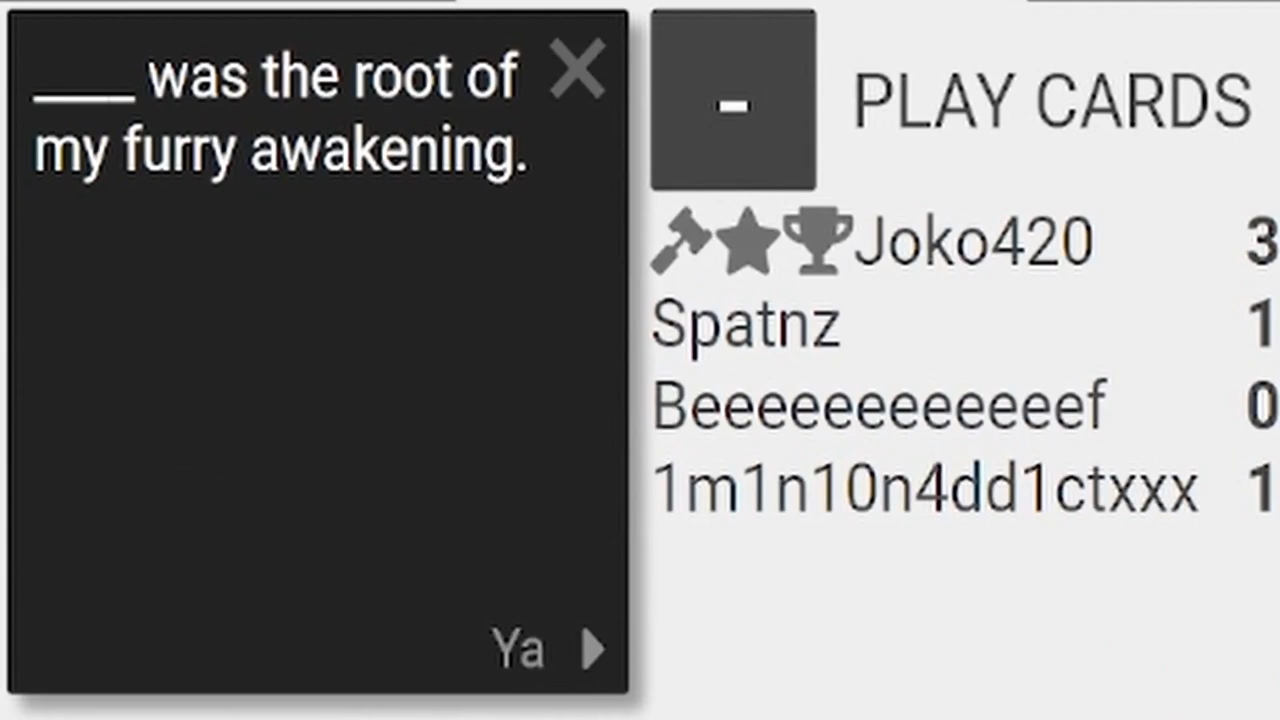 ____ was the root of
my furry awakening.
Ya
-
PLAY CARDS
Joko420 3
Spatnz 1
Beeeeeeeeeeeef 0
1m1n10n4dd1ctxxx 1